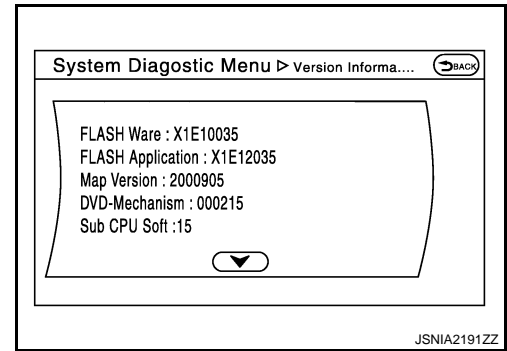 System Diagostic Menu ▷ Version Informa....
BACK
FLASH Ware : X1E10035
FLASH Application : X1E12035
Map Version : 2000905
DVD-Mechanism : 000215
Sub CPU Soft :15
JSNIA2191ZZ